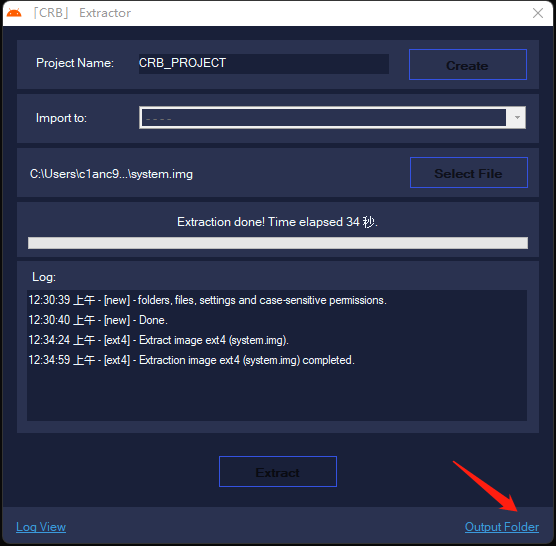 「CRB」 Extractor
Project Name: CRB_PROJECT Create
Import to: ----
C:\Users\c1anc9...\system.img Select File
Extraction done! Time elapsed 34 秒.
Log:
12:30:39 上午 - [new] - folders, files, settings and case-sensitive permissions.
12:30:40 上午 - [new] - Done.
12:34:24 上午 - [ext4] - Extract image ext4 (system.img).
12:34:59 上午 - [ext4] - Extraction image ext4 (system.img) completed.
Extract
Log View Output Folder